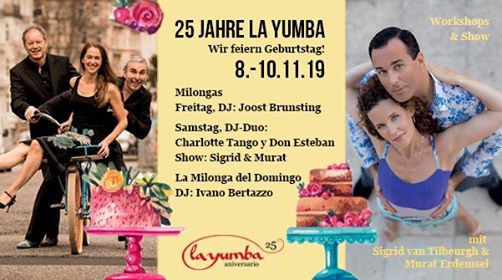 25 JAHRE LA YUMBA
Wir feiern Geburtstag!
8.-10.11.19
Milongas
Freitag, DJ: Joost Brunsting
Samstag, DJ-Duo:
Charlotte Tango y Don Esteban
Show: Sigrid & Murat
La Milonga del Domingo
DJ: Ivano Bertazzo
la yumba 25
aniversario
Workshops
& Show
mit
Sigrid van Tilbeurgh &
Murat Erdemsel